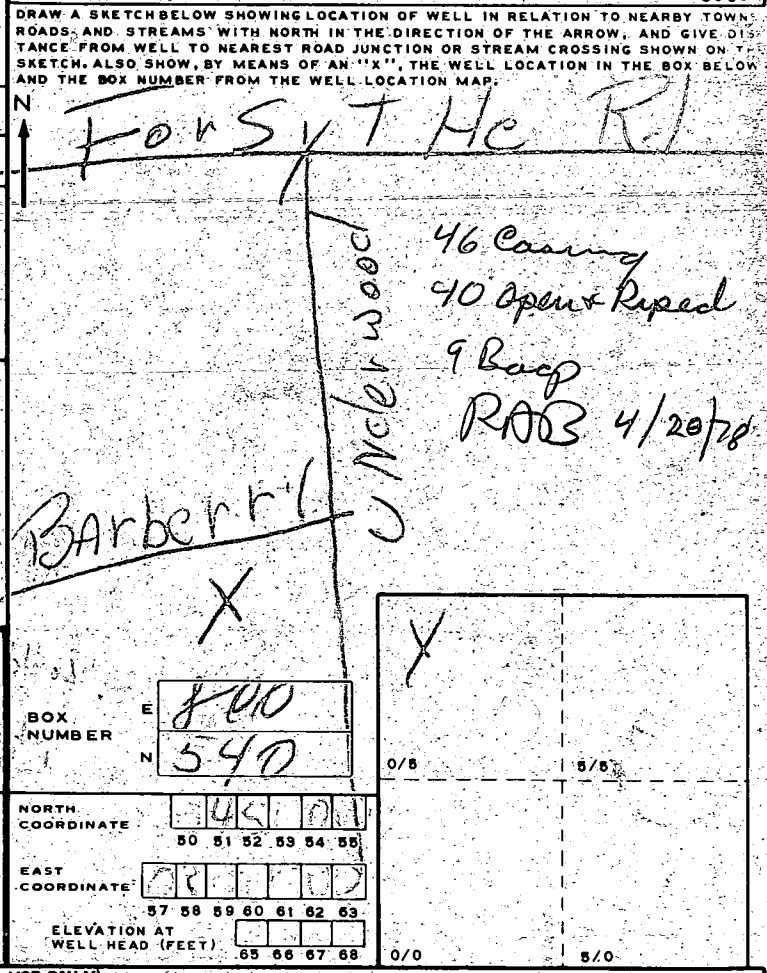 DRAW A SKETCH BELOW SHOWING LOCATION OF WELL IN RELATION TO NEARBY TOWNS
ROADS AND STREAMS WITH NORTH IN THE DIRECTION OF THE ARROW, AND GIVE DIS-
TANCE FROM WELL TO NEAREST ROAD JUNCTION OR STREAM CROSSING SHOWN ON
SKETCH. ALSO SHOW, BY MEANS OF AN "X", THE WELL LOCATION IN THE BOX BELOW
AND THE BOX NUMBER FROM THE WELL LOCATION MAP.
N
ForSyTHe Rd
Underwood
46 Casing
40 Open &
9
RAB 4/20/78
BArberry
X
X
BOX
NUMBER
E 800
N 540
0/5 5/5
NORTH
COORDINATE
50 51 52 53 54 55
EAST
COORDINATE
57 58 59 60 61 62 63
ELEVATION AT
WELL HEAD (FEET)
65 66 67 68
0/0 5/0